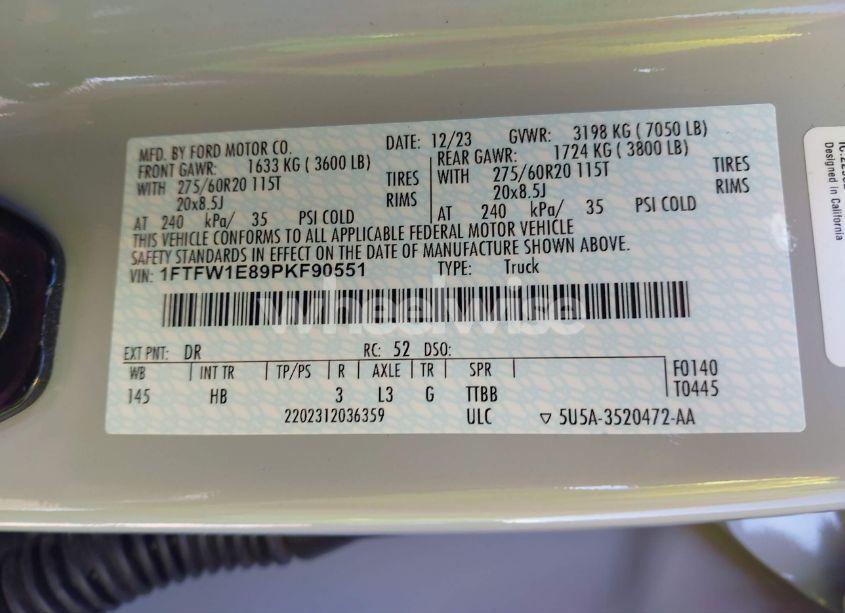 MFD. BY FORD MOTOR CO. DATE: 12/23 GVWR: 3198 KG ( 7050 LB)
FRONT GAWR: 1633 KG ( 3600 LB) REAR GAWR: 1724 KG ( 3800 LB)
WITH 275/60R20 115T TIRES WITH 275/60R20 115T TIRES
20x8.5J RIMS 20x8.5J RIMS
AT 240 kPa/ 35 PSI COLD AT 240 kPa/ 35 PSI COLD
THIS VEHICLE CONFORMS TO ALL APPLICABLE FEDERAL MOTOR VEHICLE
SAFETY STANDARDS IN EFFECT ON THE DATE OF MANUFACTURE SHOWN ABOVE.
VIN: 1FTFW1E89PKF90551 TYPE: Truck
wheelwise
EXT PNT: DR RC: 52 DSO:
WB INT TR TP/PS R AXLE TR SPR F0140
145 HB 3 L3 G TTBB T0445
2202312036359 ULC ▽ 5U5A-3520472-AA
Designed in California